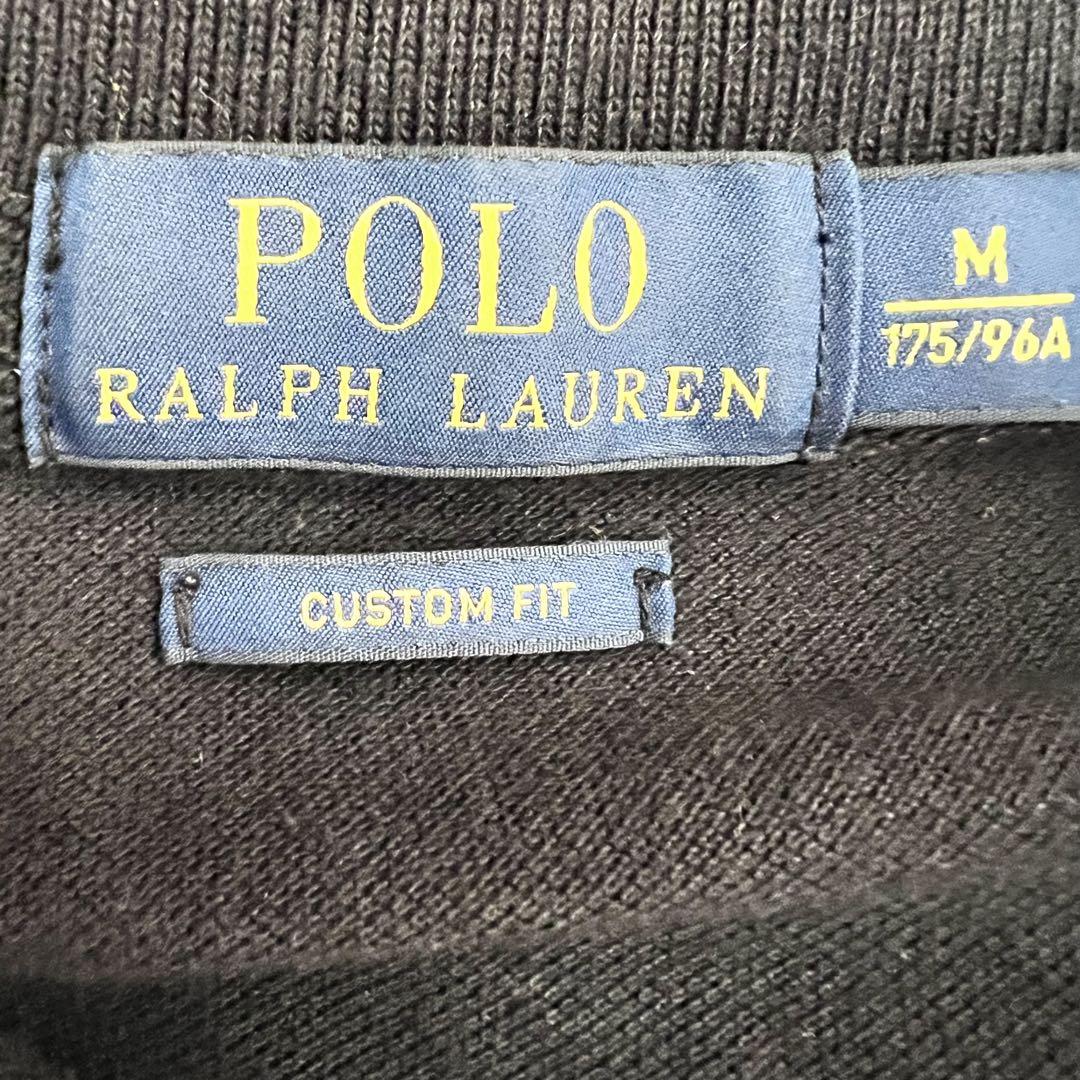 POLO
RALPH LAUREN
M
175/96A
CUSTOM FIT